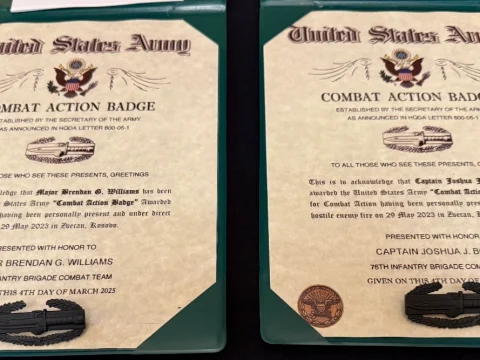 United States Army
COMBAT ACTION BADGE
ESTABLISHED BY THE SECRETARY OF THE ARMY
AS ANNOUNCED IN HQDA LETTER 600-05-1
THOSE WHO SEE THESE PRESENTS, GREETINGS
that Major Brendan G. Williams has been
States Army "Combat Action Badge" Awarded
having been personally present and under direct
29 May 2023 in Zvecan, Kosovo.
PRESENTED WITH HONOR TO
BRENDAN G. WILLIAMS
INFANTRY BRIGADE COMBAT TEAM
THIS 4TH DAY OF MARCH 2025
United States
COMBAT ACTION
ESTABLISHED BY THE SECRETARY OF THE
AS ANNOUNCED IN HQDA LETTER 600-05-1
TO ALL THOSE WHO SEE THESE PRESENTS,
This is to acknowledge that Captain Joshua
awarded the United States Army "Combat
for Combat Action having been personally
hostile enemy fire on 29 May 2023 in Zvecan,
PRESENTED WITH HONOR
CAPTAIN JOSHUA J.
76TH INFANTRY BRIGADE
GIVEN ON THIS 4TH DAY OF